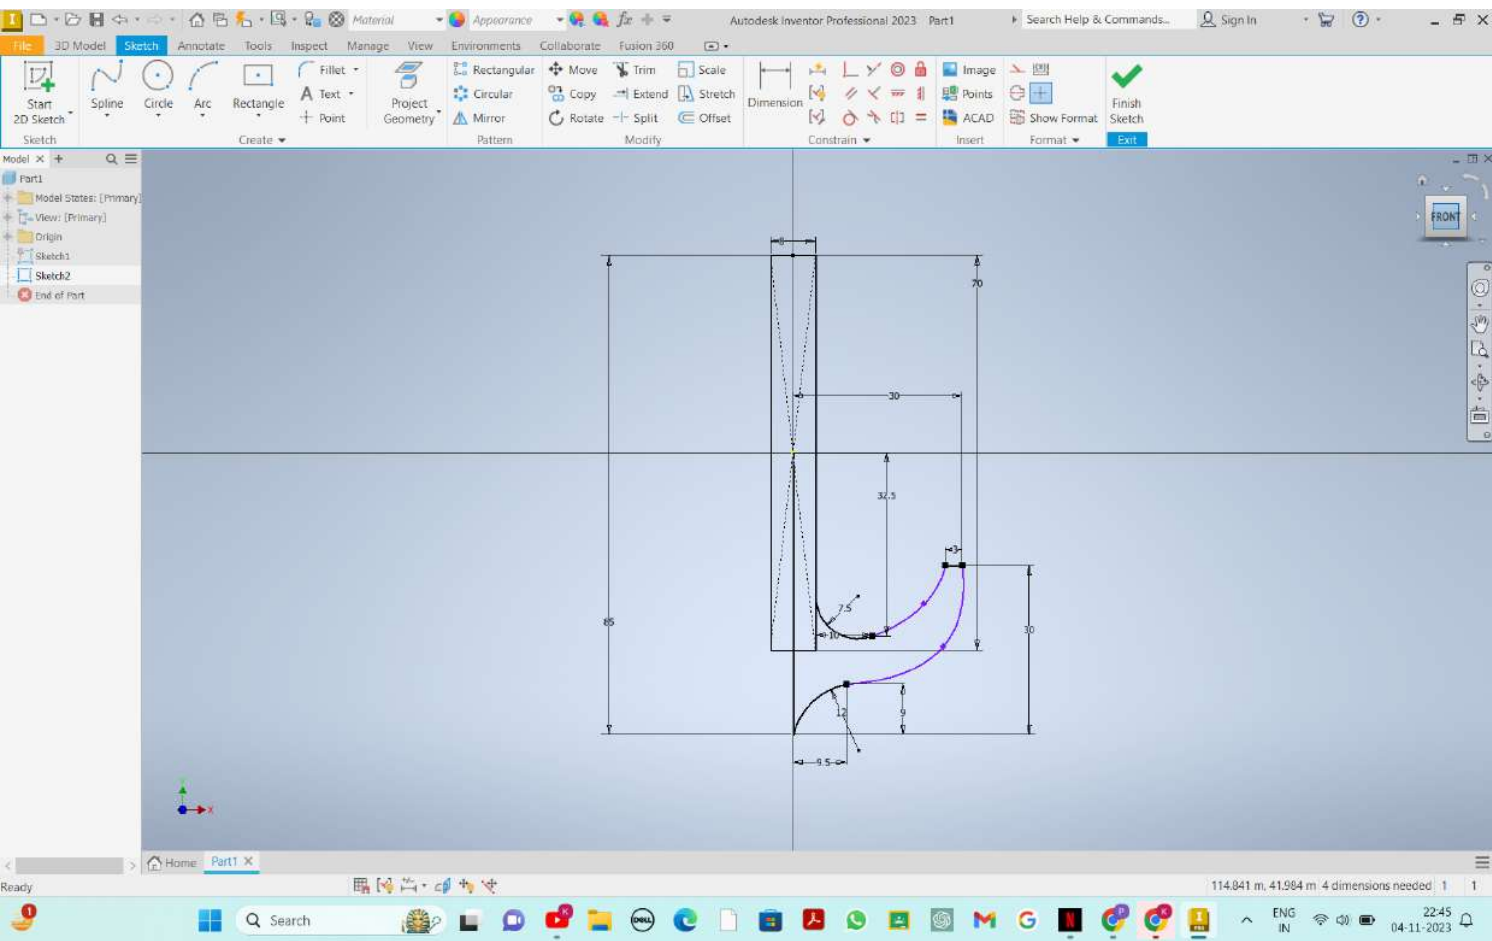 Material
Appearance
Autodesk Inventor Professional 2023 Part1
Search Help & Commands...
Sign In
File 3D Model Sketch Annotate Tools Inspect Manage View Environments Collaborate Fusion 360
Start
2D Sketch
Spline
Circle
Arc
Rectangle
Fillet
Text
Point
Project
Geometry
Rectangular
Circular
Mirror
Move
Copy
Rotate
Trim
Extend
Split
Scale
Stretch
Offset
Dimension
Image
Points
ACAD
Show Format
Finish
Sketch
Sketch Create Pattern Modify Constrain Insert Format Exit
Model
Part1
Model States: [Primary]
View: [Primary]
Origin
Sketch1
Sketch2
End of Part
FRONT
8
70
30
32.5
3
7.5
10
85
30
12
9
9.5
X
Home Part1
Ready
114.841 m, 41.984 m 4 dimensions needed 1 1
1
Search
DELL
ENG
IN
22:45
04-11-2023